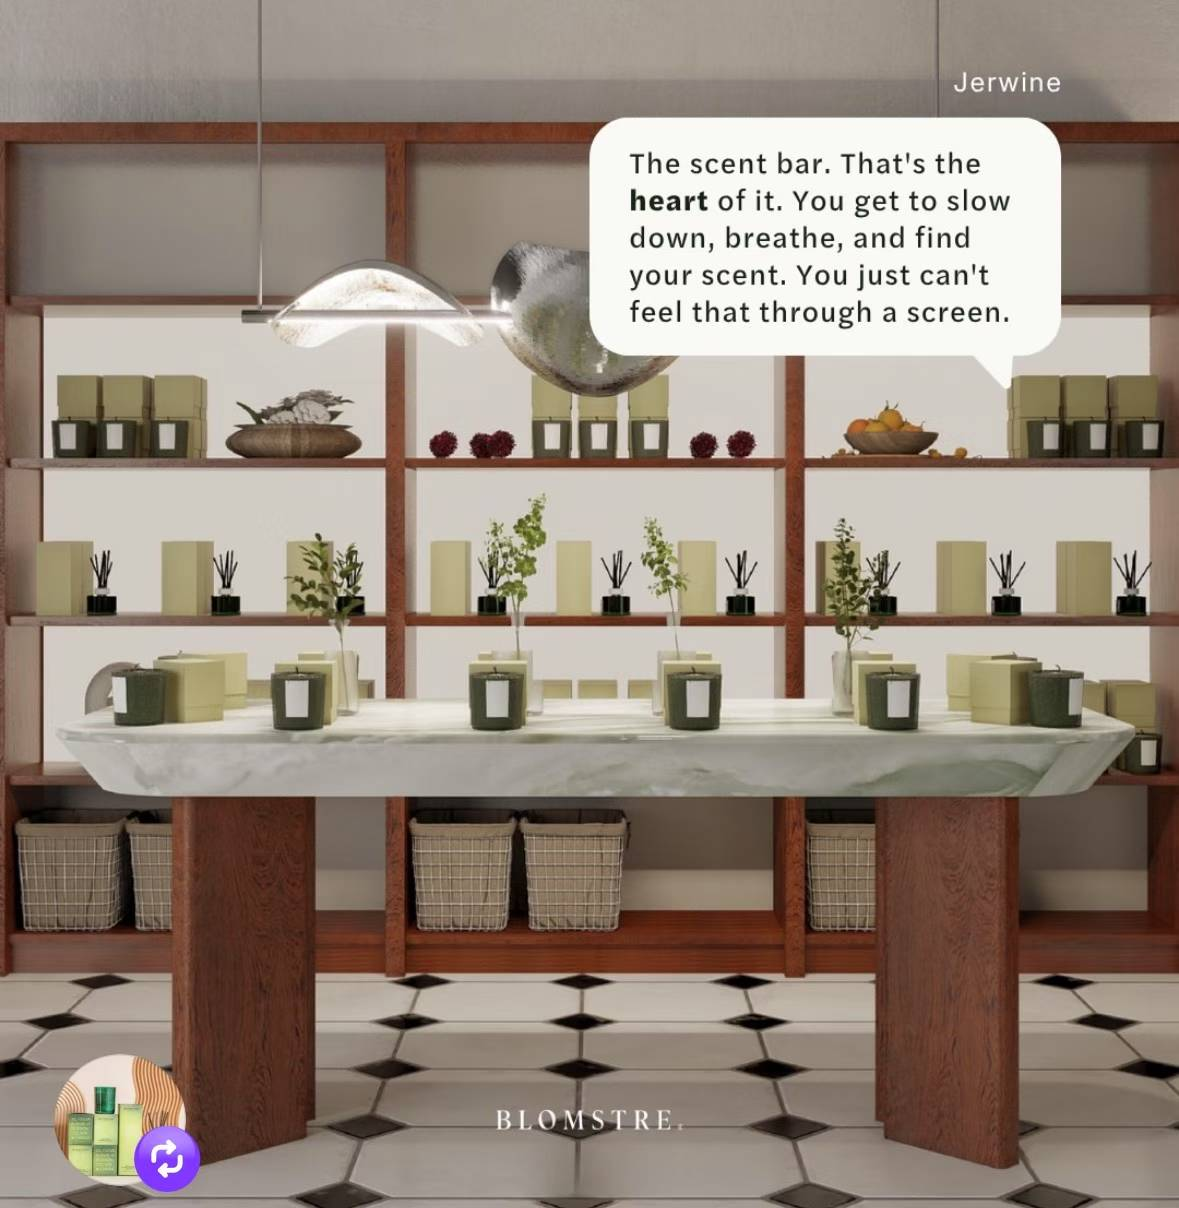 Jerwine
The scent bar. That's the
heart of it. You get to slow
down, breathe, and find
your scent. You just can't
feel that through a screen.
BLOMSTRE